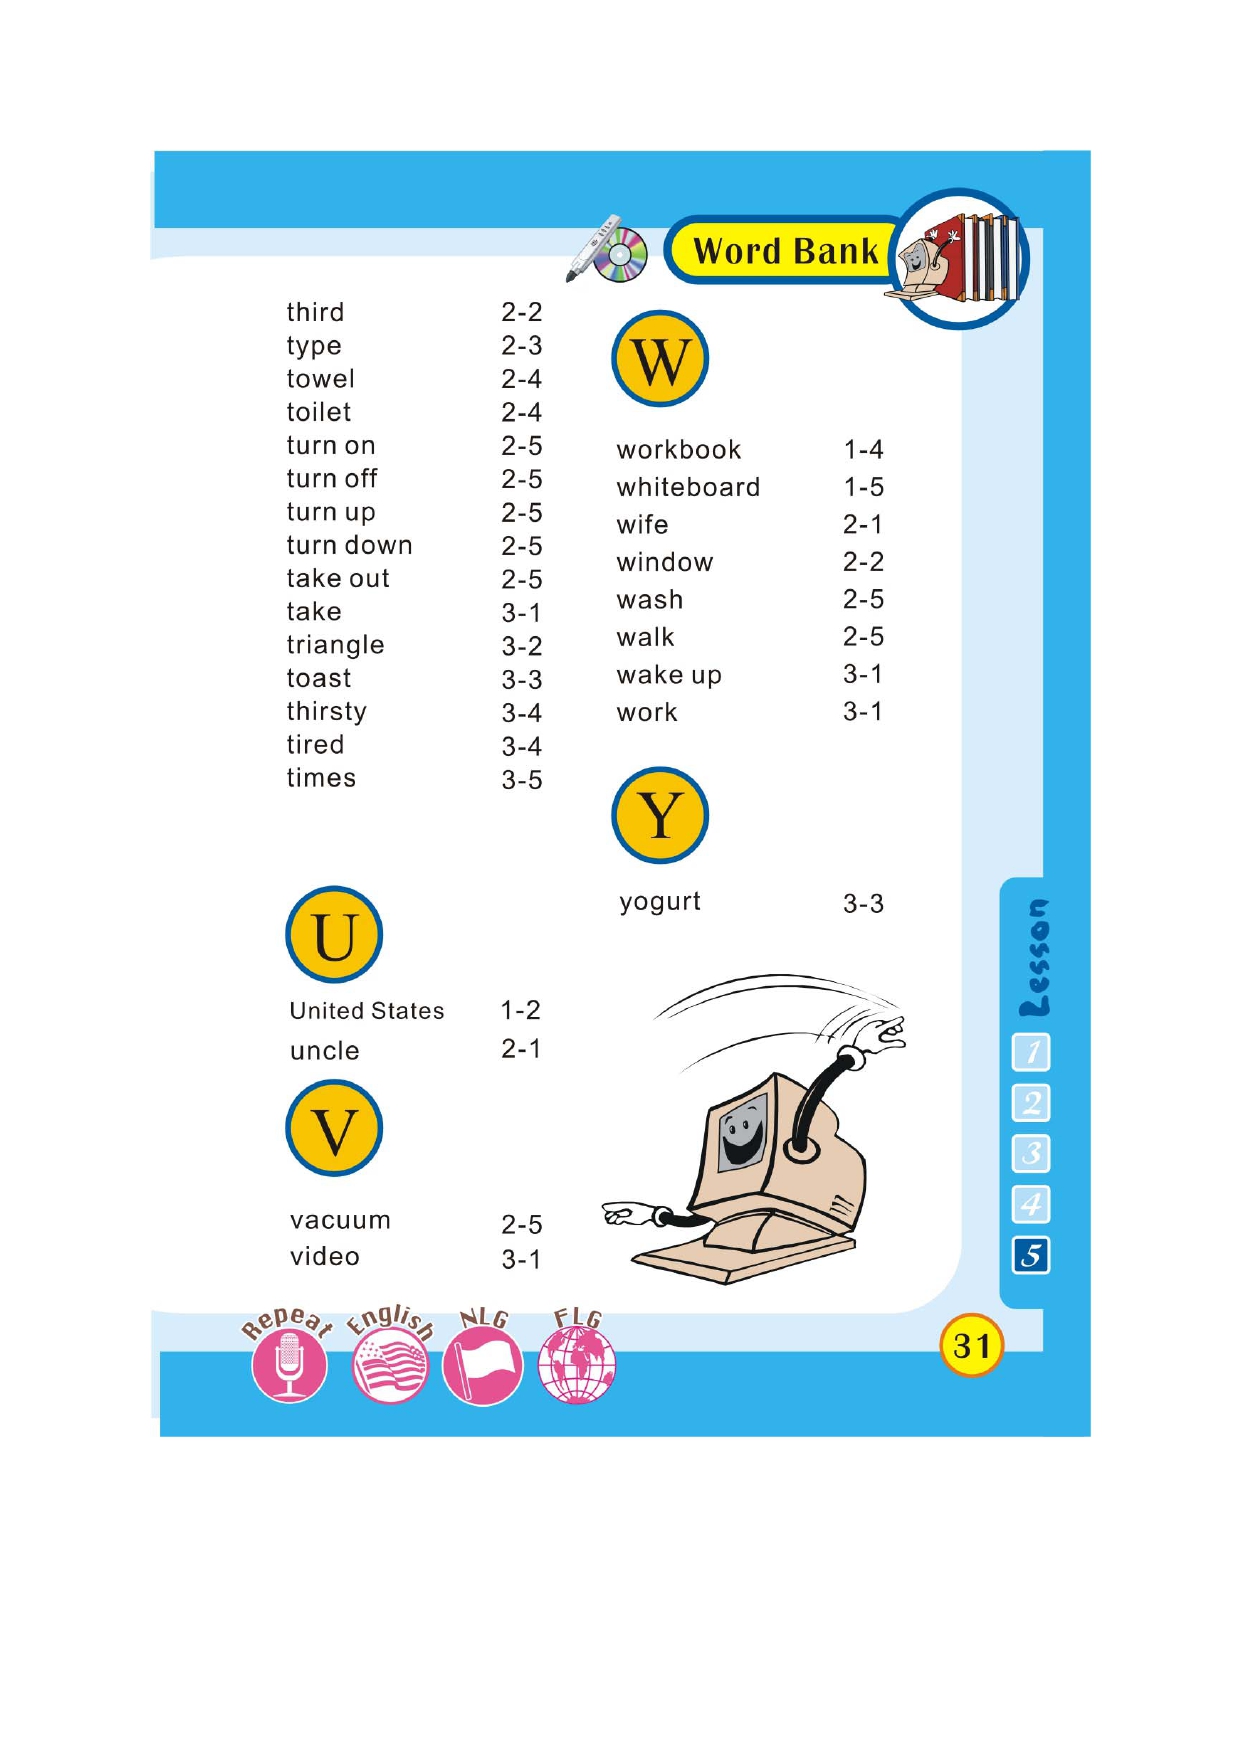 Word Bank
third 2-2
type 2-3
towel 2-4
toilet 2-4
turn on 2-5
turn off 2-5
turn up 2-5
turn down 2-5
take out 2-5
take 3-1
triangle 3-2
toast 3-3
thirsty 3-4
tired 3-4
times 3-5
U
United States 1-2
uncle 2-1
V
vacuum 2-5
video 3-1
W
workbook 1-4
whiteboard 1-5
wife 2-1
window 2-2
wash 2-5
walk 2-5
wake up 3-1
work 3-1
Y
yogurt 3-3
Lesson
1
2
3
4
5
Repeat English NLG FLG
31